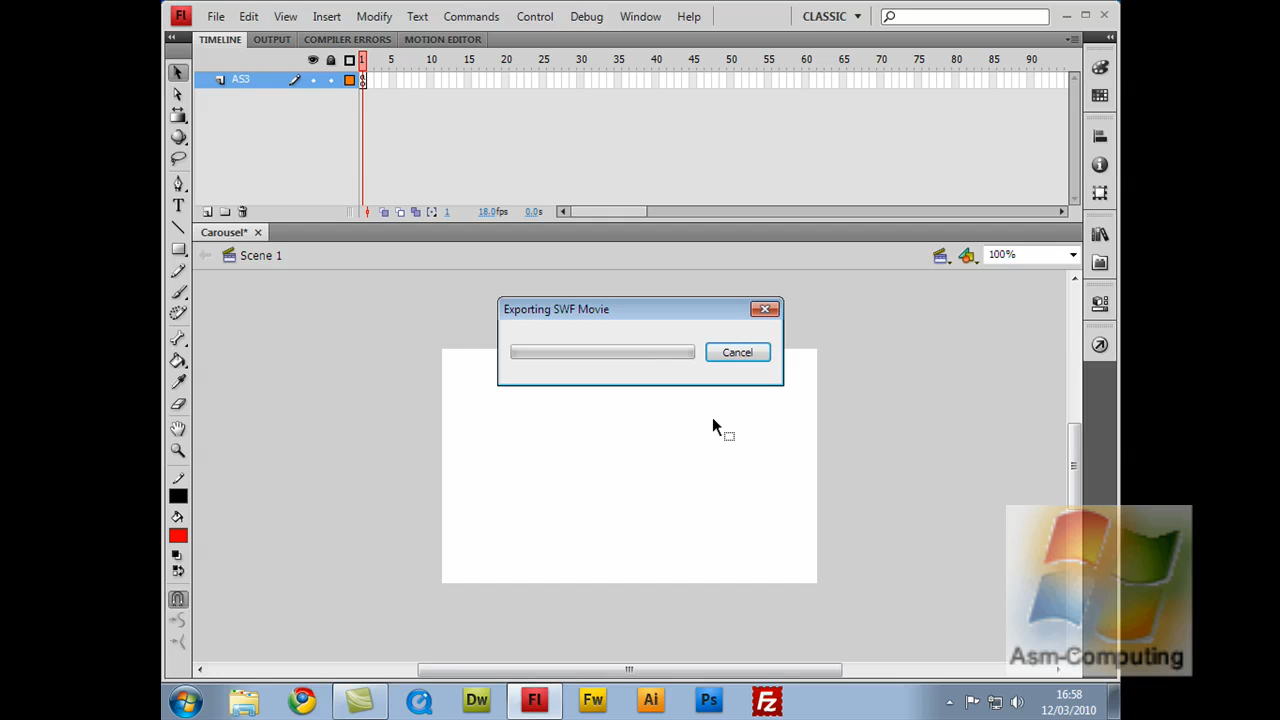 Fl File Edit View Insert Modify Text Commands Control Debug Window Help CLASSIC
TIMELINE OUTPUT COMPILER ERRORS MOTION EDITOR
1 5 10 15 20 25 30 35 40 45 50 55 60 65 70 75 80 85 90
AS3
1 18.0fps 0.0s
Carousel*
Scene 1 100%
Exporting SWF Movie
Cancel
Asm-Computing
Dw Fl Fw Ai Ps Fz
16:58
12/03/2010